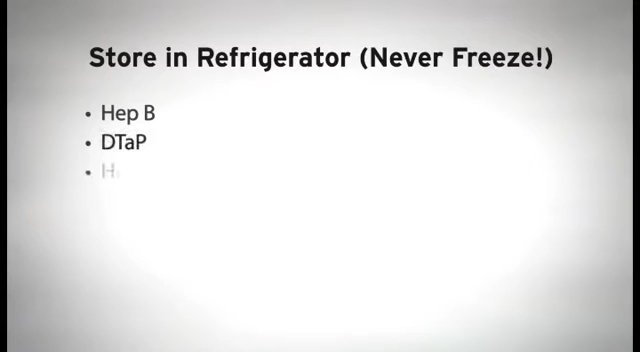 Store in Refrigerator (Never Freeze!)
• Hep B
• DTaP
• H